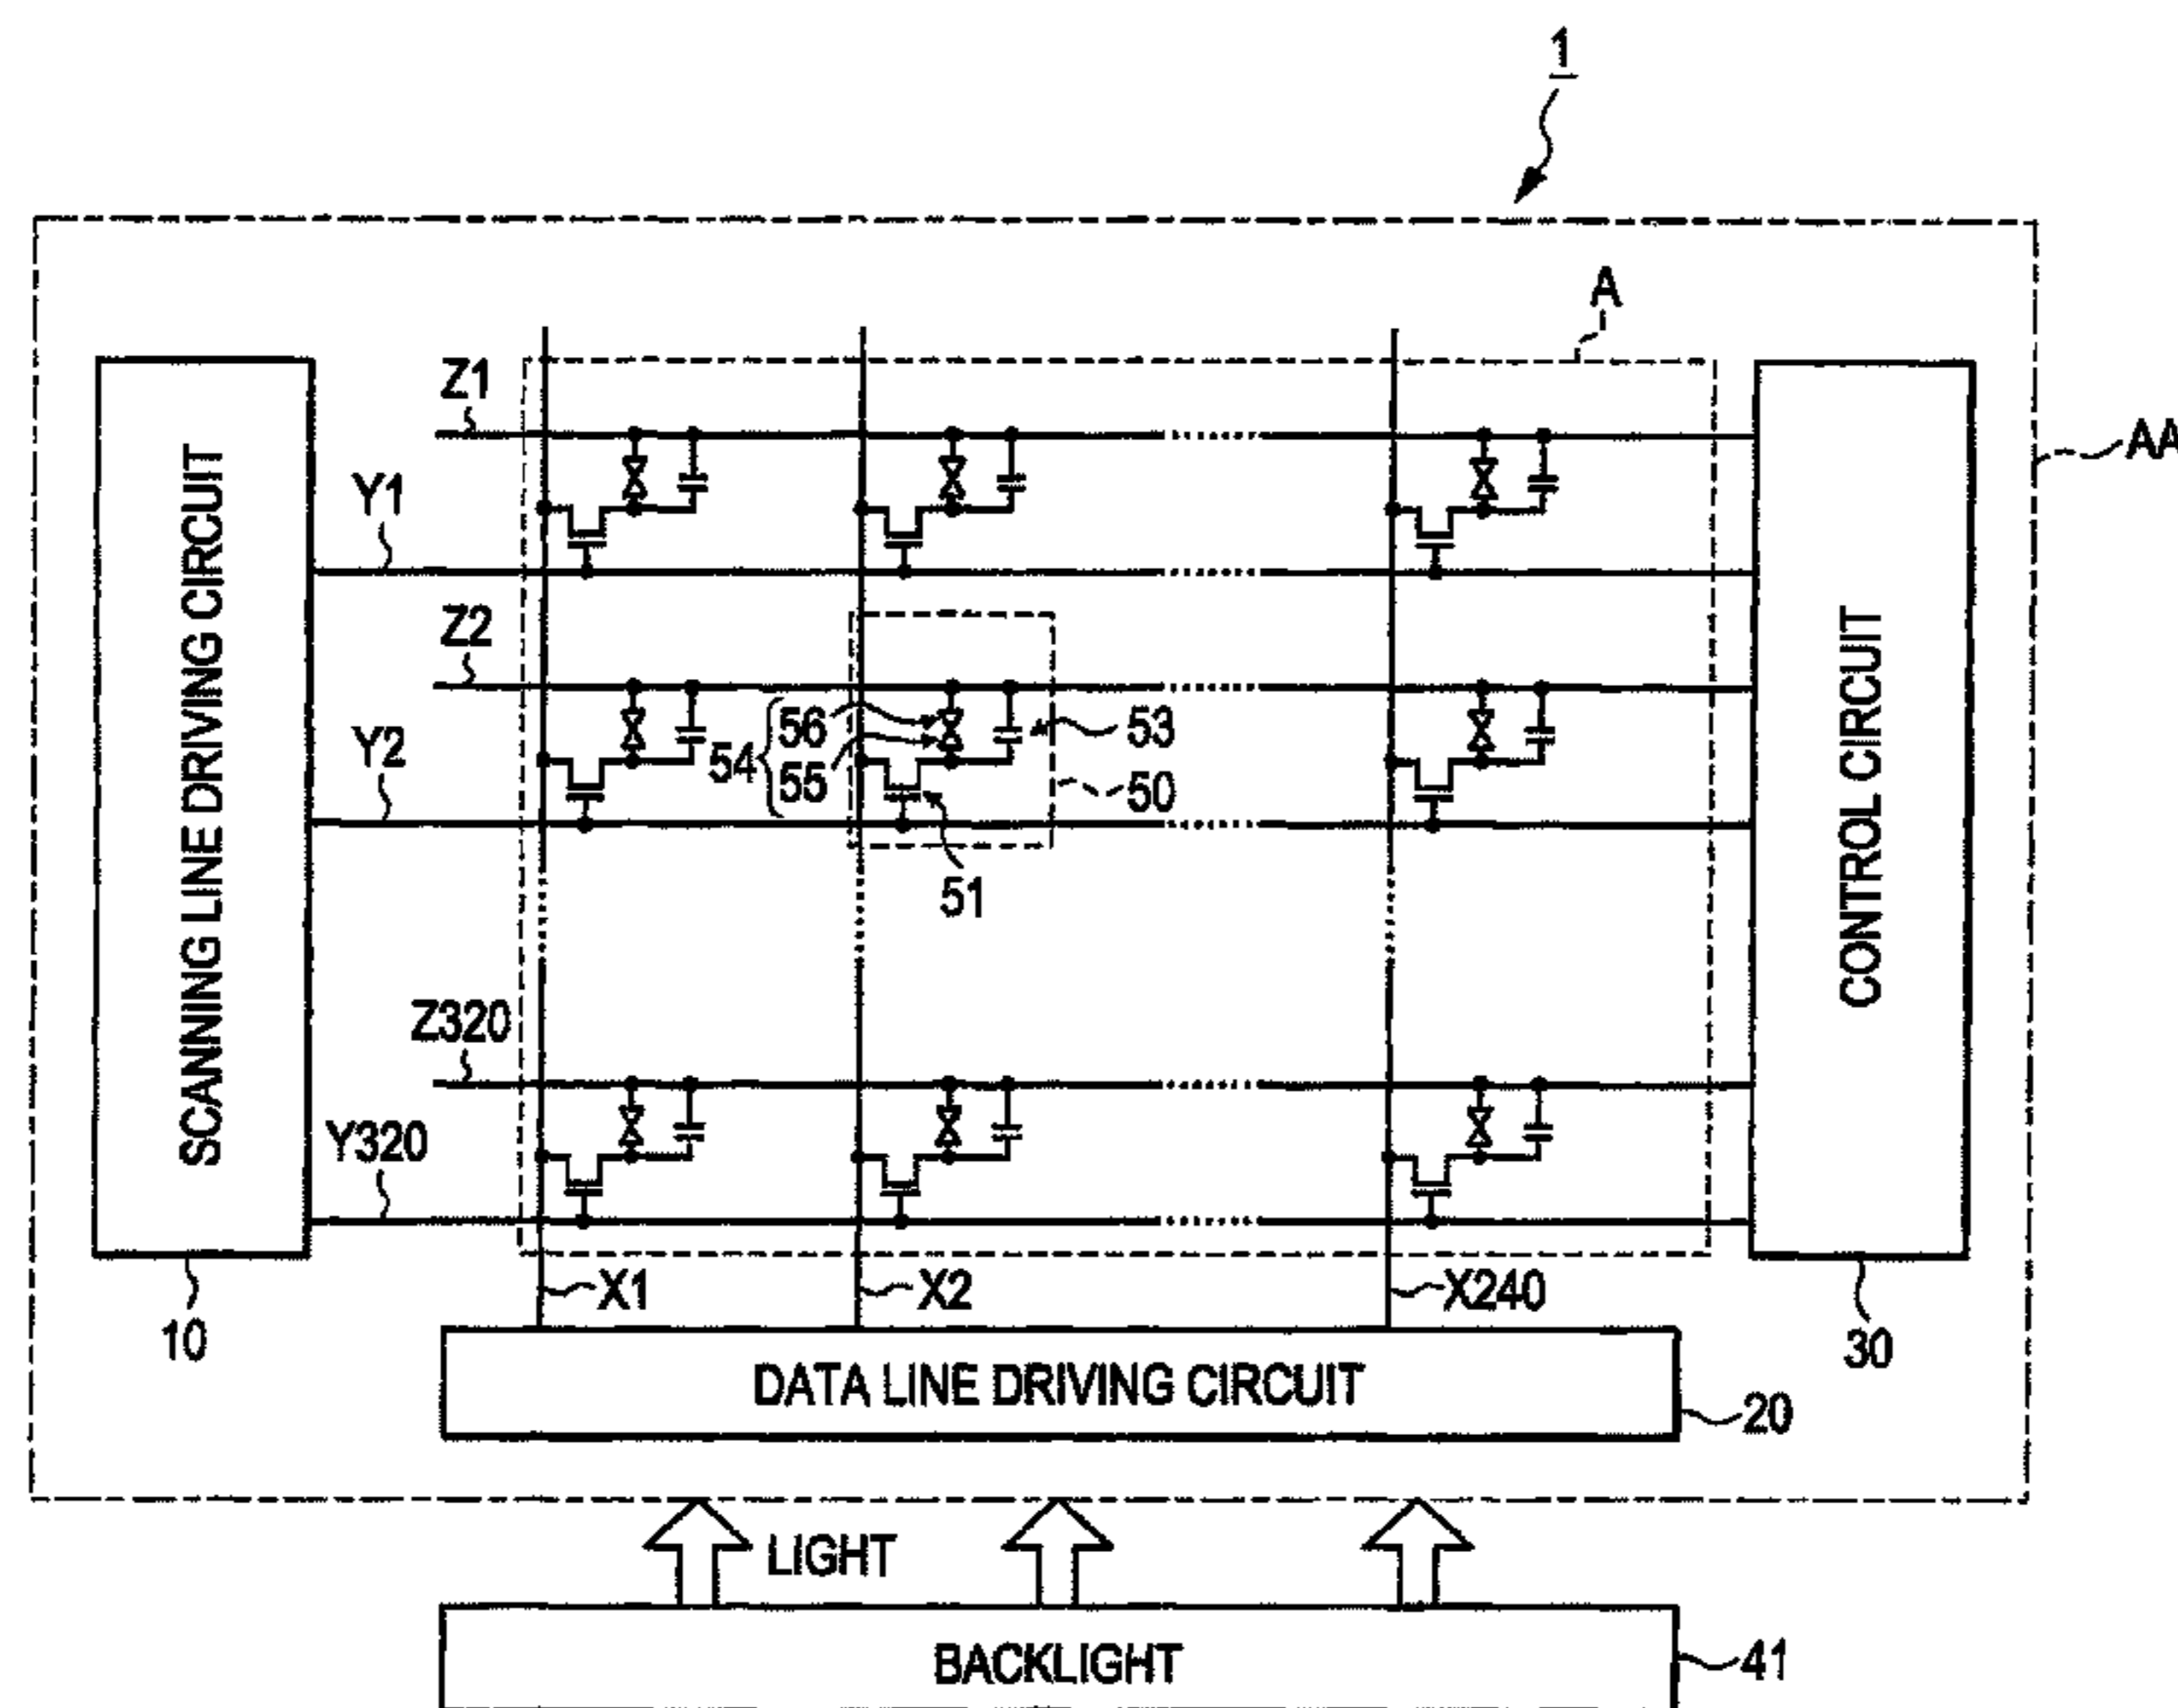 1
A
AA
Z1
Y1
Z2
Y2
54
56
55
53
50
51
Z320
Y320
SCANNING LINE DRIVING CIRCUIT
CONTROL CIRCUIT
X1
X2
X240
10
30
DATA LINE DRIVING CIRCUIT
20
LIGHT
BACKLIGHT
41